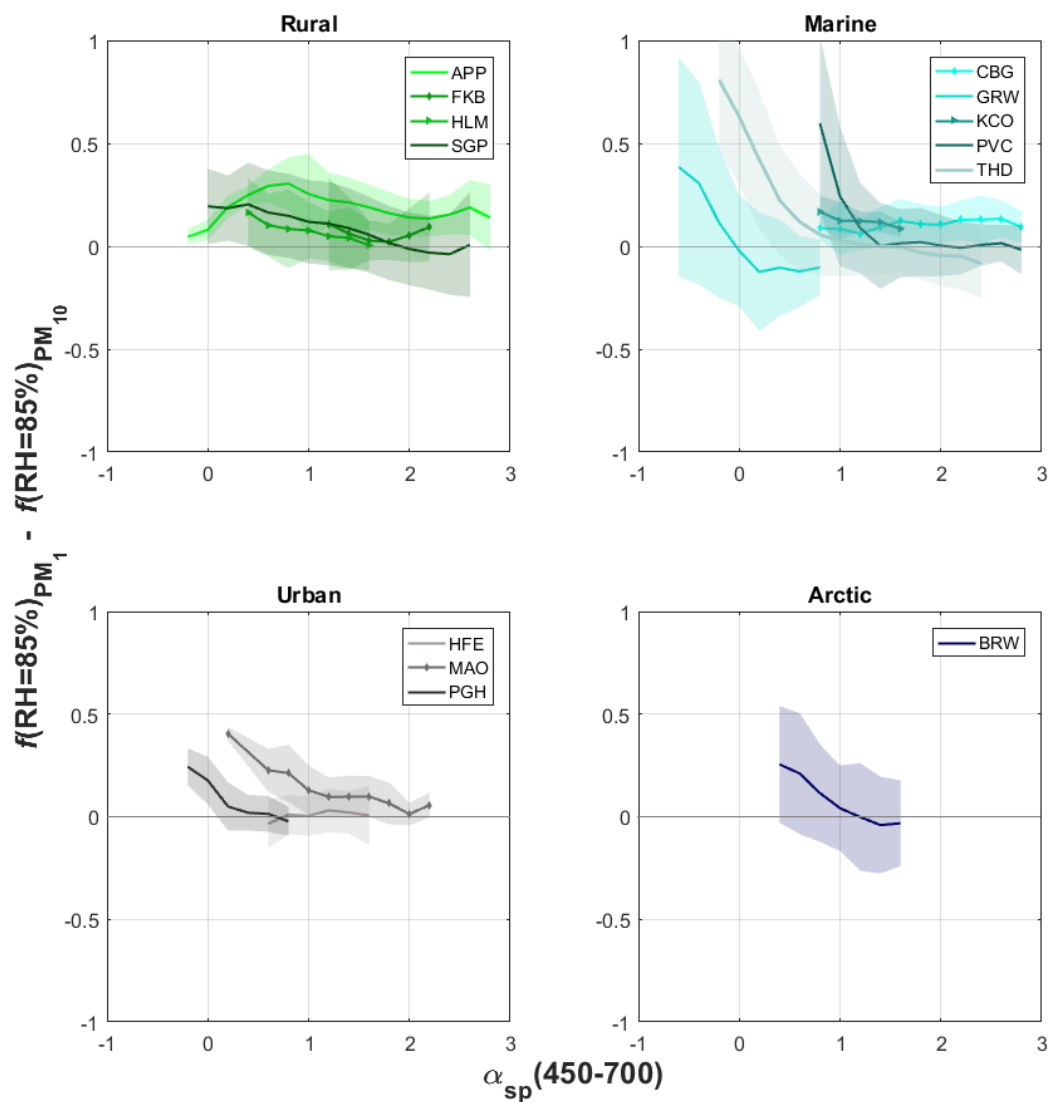 Rural
1
0.5
0
-0.5
-1
-1 0 1 2 3
APP
FKB
HLM
SGP
Marine
1
0.5
0
-0.5
-1
-1 0 1 2 3
CBG
GRW
KCO
PVC
THD
f(RH=85%)PM1 - f(RH=85%)PM10
Urban
1
0.5
0
-0.5
-1
-1 0 1 2 3
HFE
MAO
PGH
Arctic
1
0.5
0
-0.5
-1
-1 0 1 2 3
BRW
αsp(450-700)